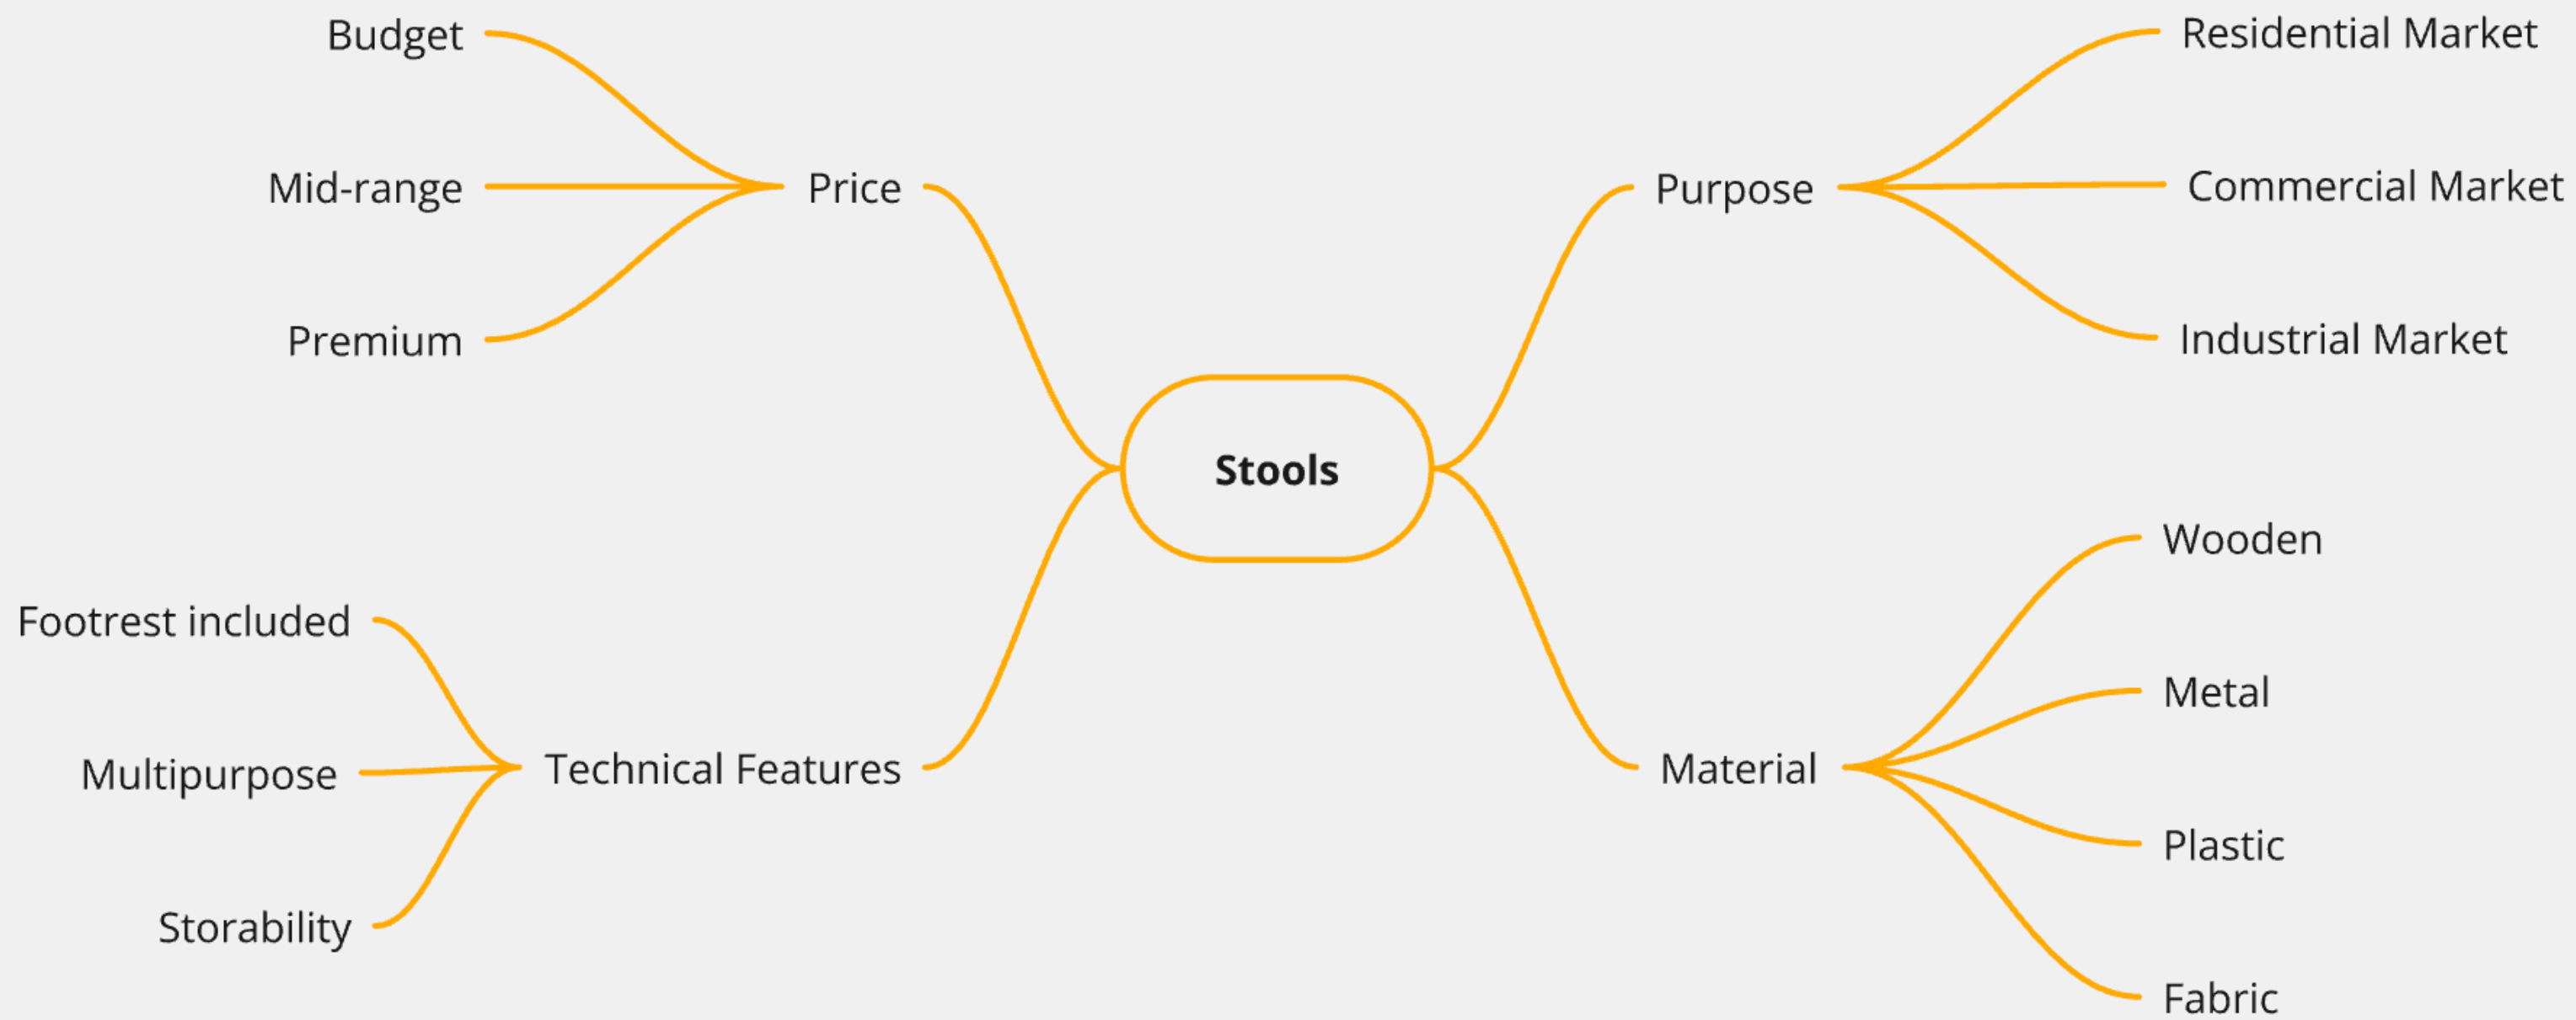 Budget
Mid-range
Premium
Price
Footrest included
Multipurpose
Storability
Technical Features
Stools
Purpose
Residential Market
Commercial Market
Industrial Market
Material
Wooden
Metal
Plastic
Fabric